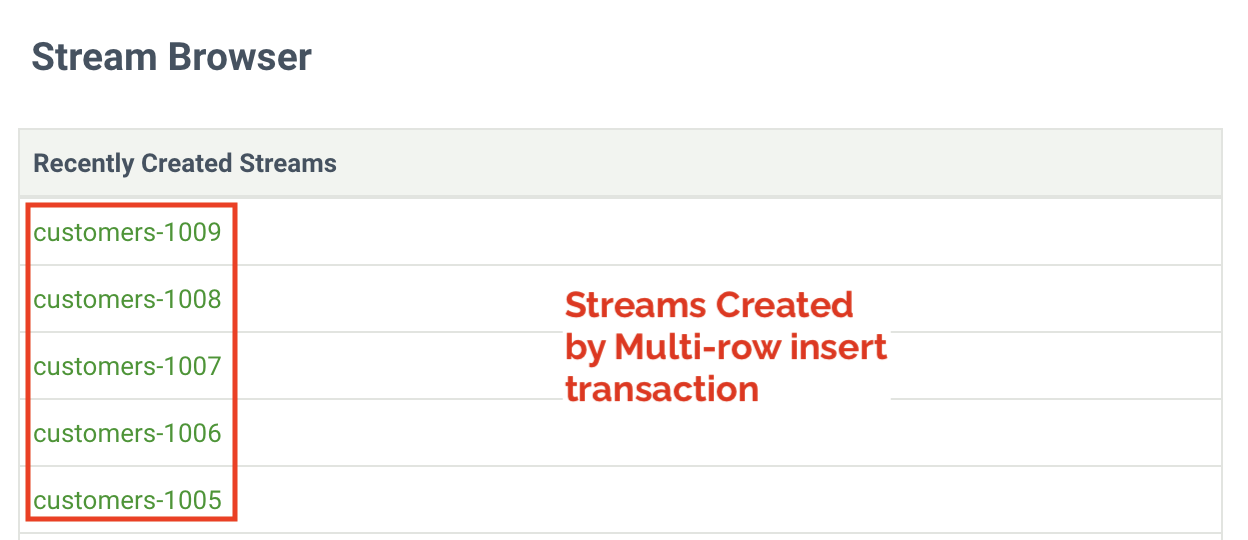 Stream Browser
Recently Created Streams
customers-1009
customers-1008
customers-1007
customers-1006
customers-1005
Streams Created
by Multi-row insert
transaction